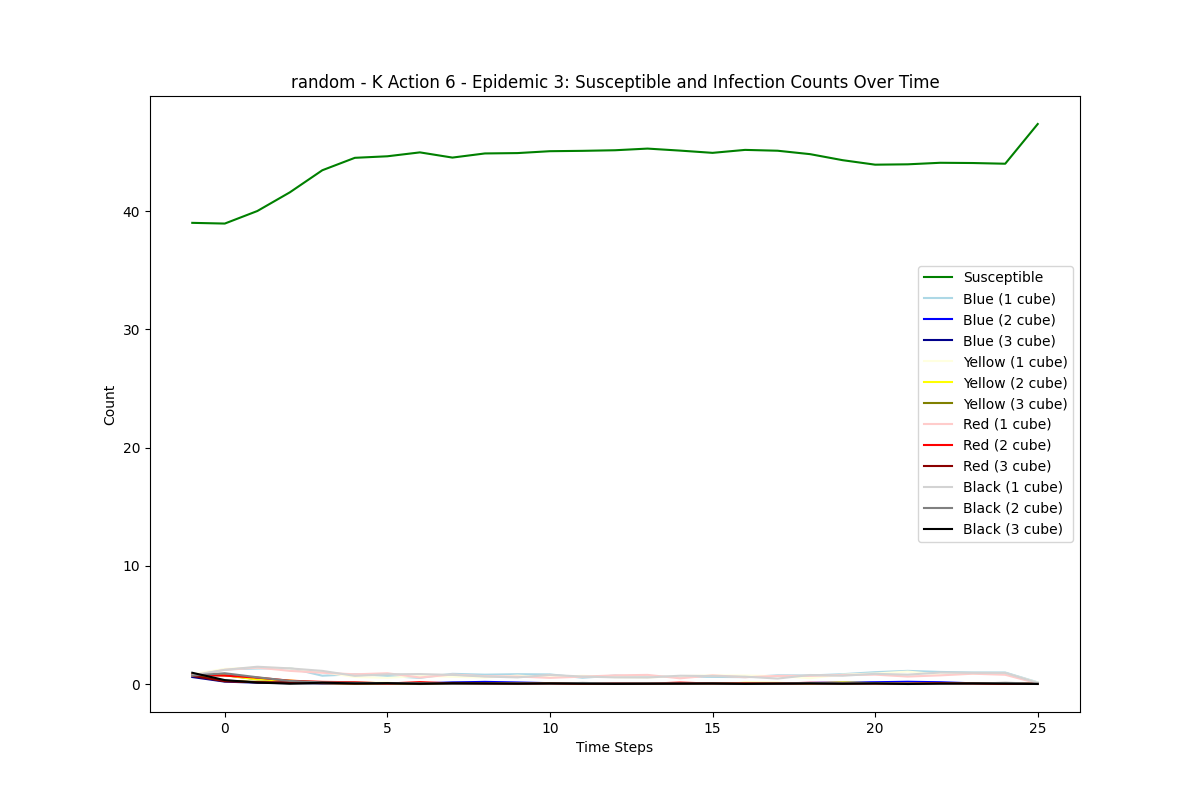 random - K Action 6 - Epidemic 3: Susceptible and Infection Counts Over Time
Count
40
30
20
10
0
Susceptible
Blue (1 cube)
Blue (2 cube)
Blue (3 cube)
Yellow (1 cube)
Yellow (2 cube)
Yellow (3 cube)
Red (1 cube)
Red (2 cube)
Red (3 cube)
Black (1 cube)
Black (2 cube)
Black (3 cube)
0 5 10 15 20 25
Time Steps